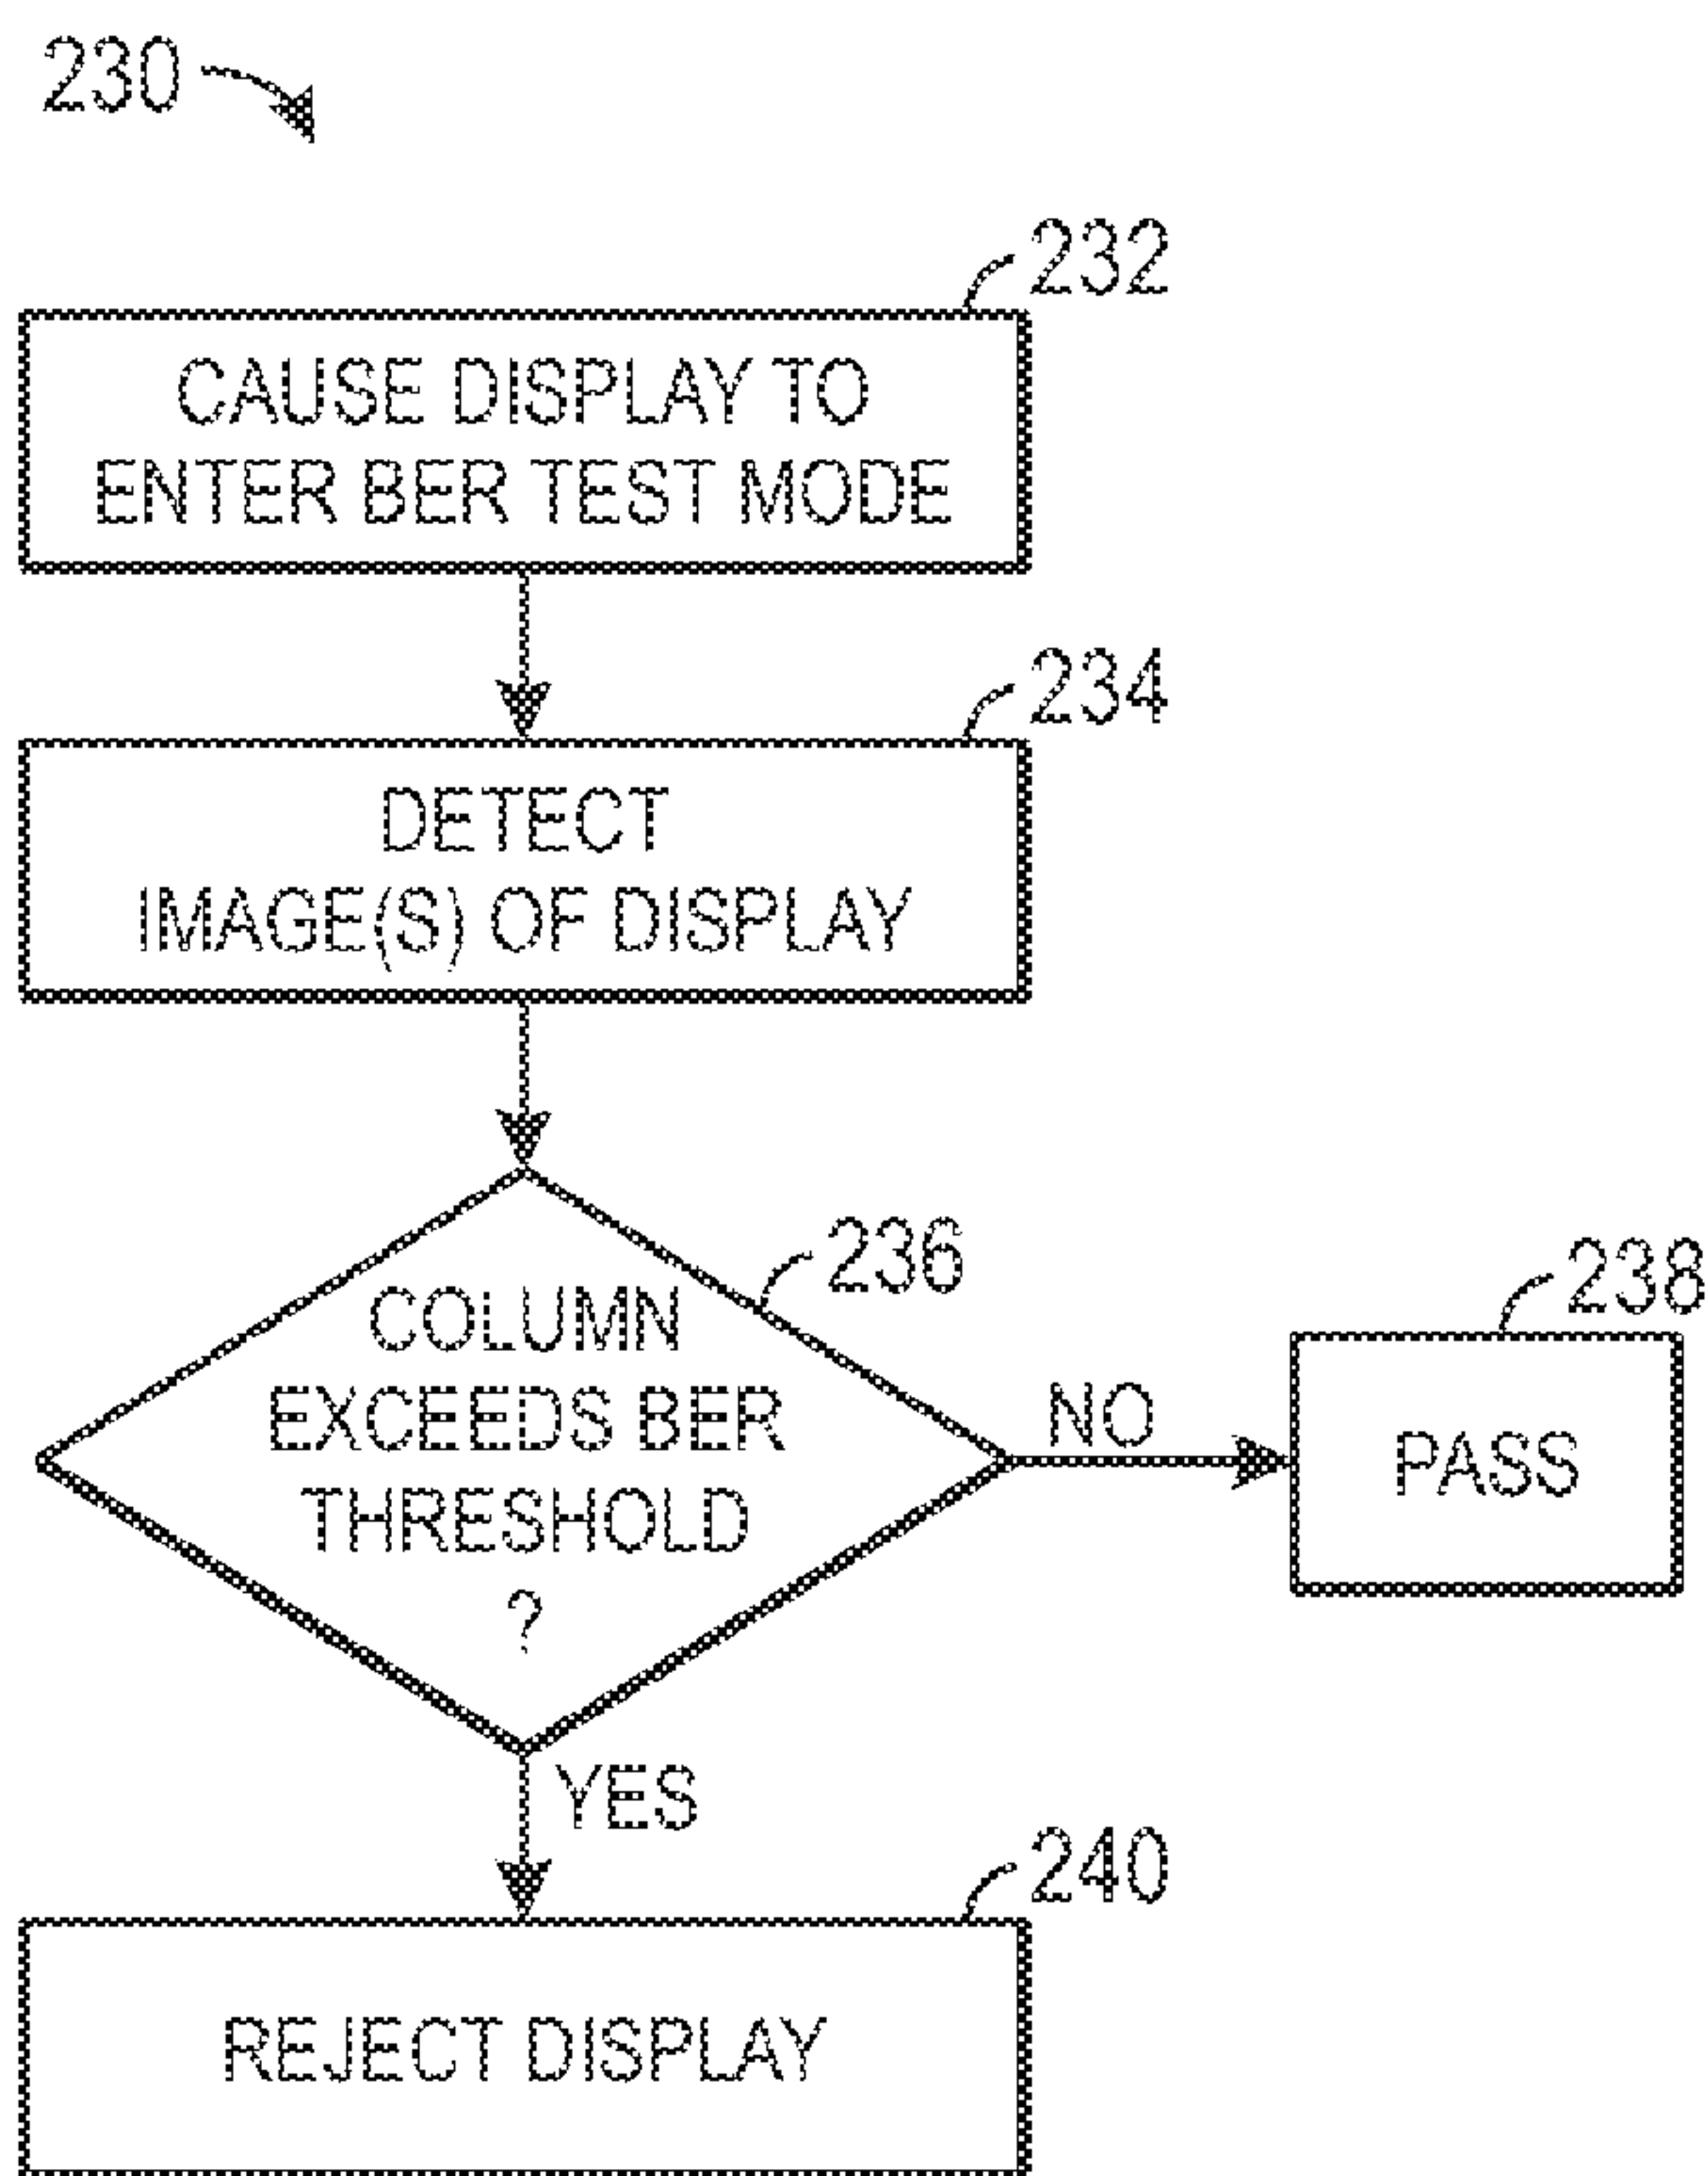 230
232
CAUSE DISPLAY TO
ENTER BER TEST MODE
234
DETECT
IMAGE(S) OF DISPLAY
236
COLUMN
EXCEEDS BER
THRESHOLD
?
NO
238
PASS
YES
240
REJECT DISPLAY